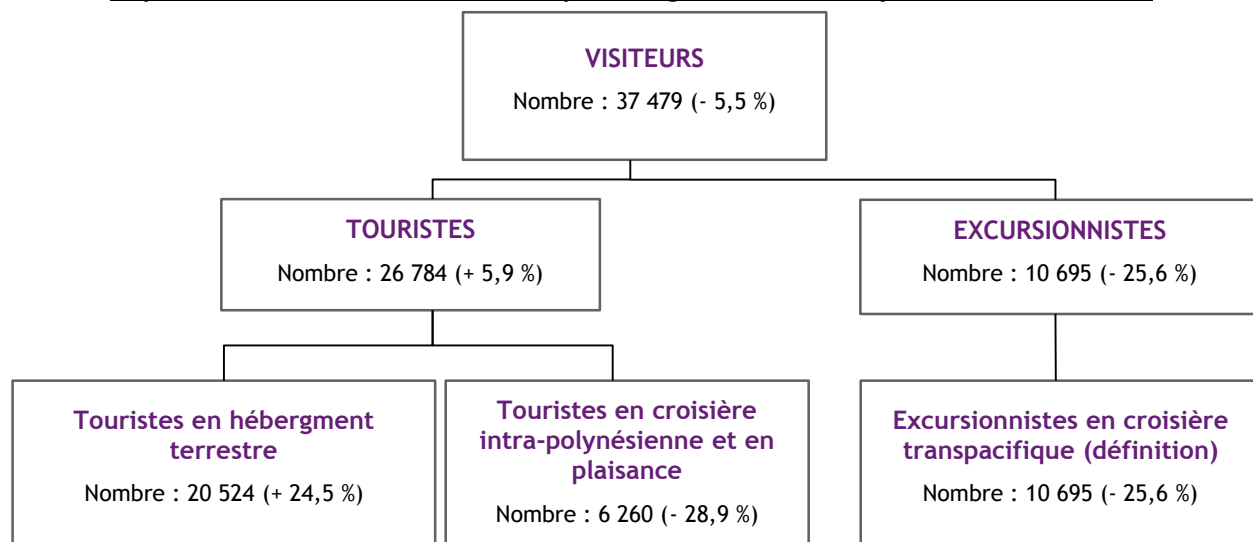 VISITEURS
Nombre : 37 479 (- 5,5 %)
TOURISTES
Nombre : 26 784 (+ 5,9 %)
EXCURSIONNISTES
Nombre : 10 695 (- 25,6 %)
Touristes en hébergment
terrestre
Nombre : 20 524 (+ 24,5 %)
Touristes en croisière
intra-polynésienne et en
plaisance
Nombre : 6 260 (- 28,9 %)
Excursionnistes en croisière
transpacifique (définition)
Nombre : 10 695 (- 25,6 %)